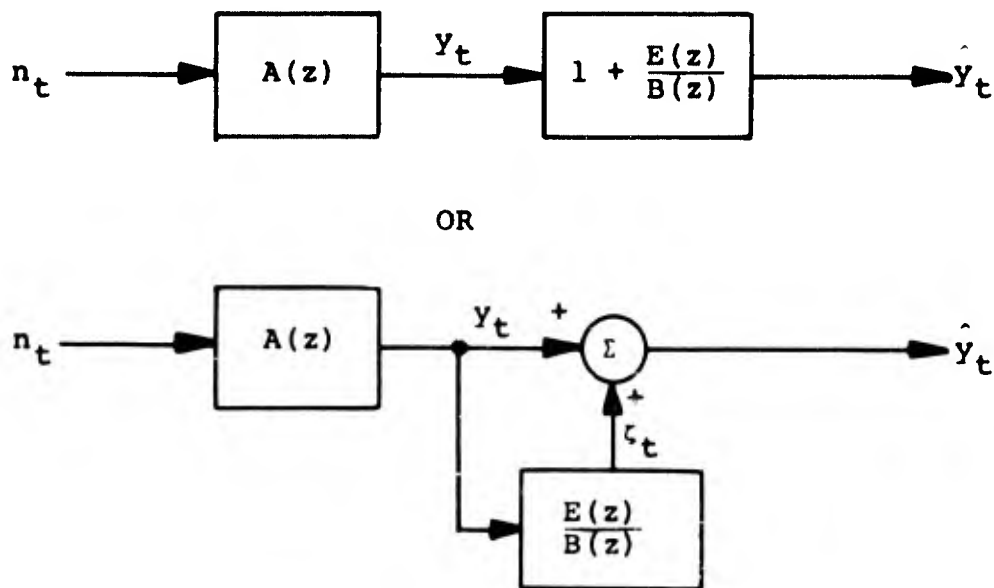 n_t A(z) y_t 1 + E(z)/B(z) ŷ_t
OR
n_t A(z) y_t + Σ ŷ_t
+
ζ_t
E(z)/B(z)